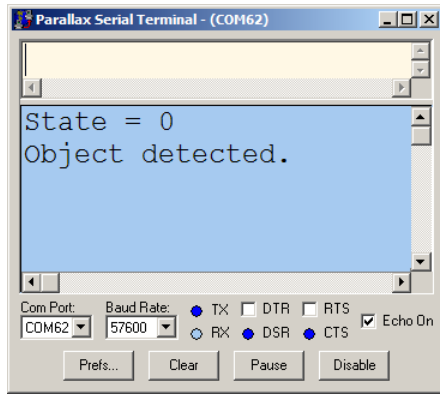 Parallax Serial Terminal - (COM62)
State = 0
Object detected.
Com Port: Baud Rate: TX DTR RTS
COM62 57600 RX DSR CTS Echo On
Prefs... Clear Pause Disable